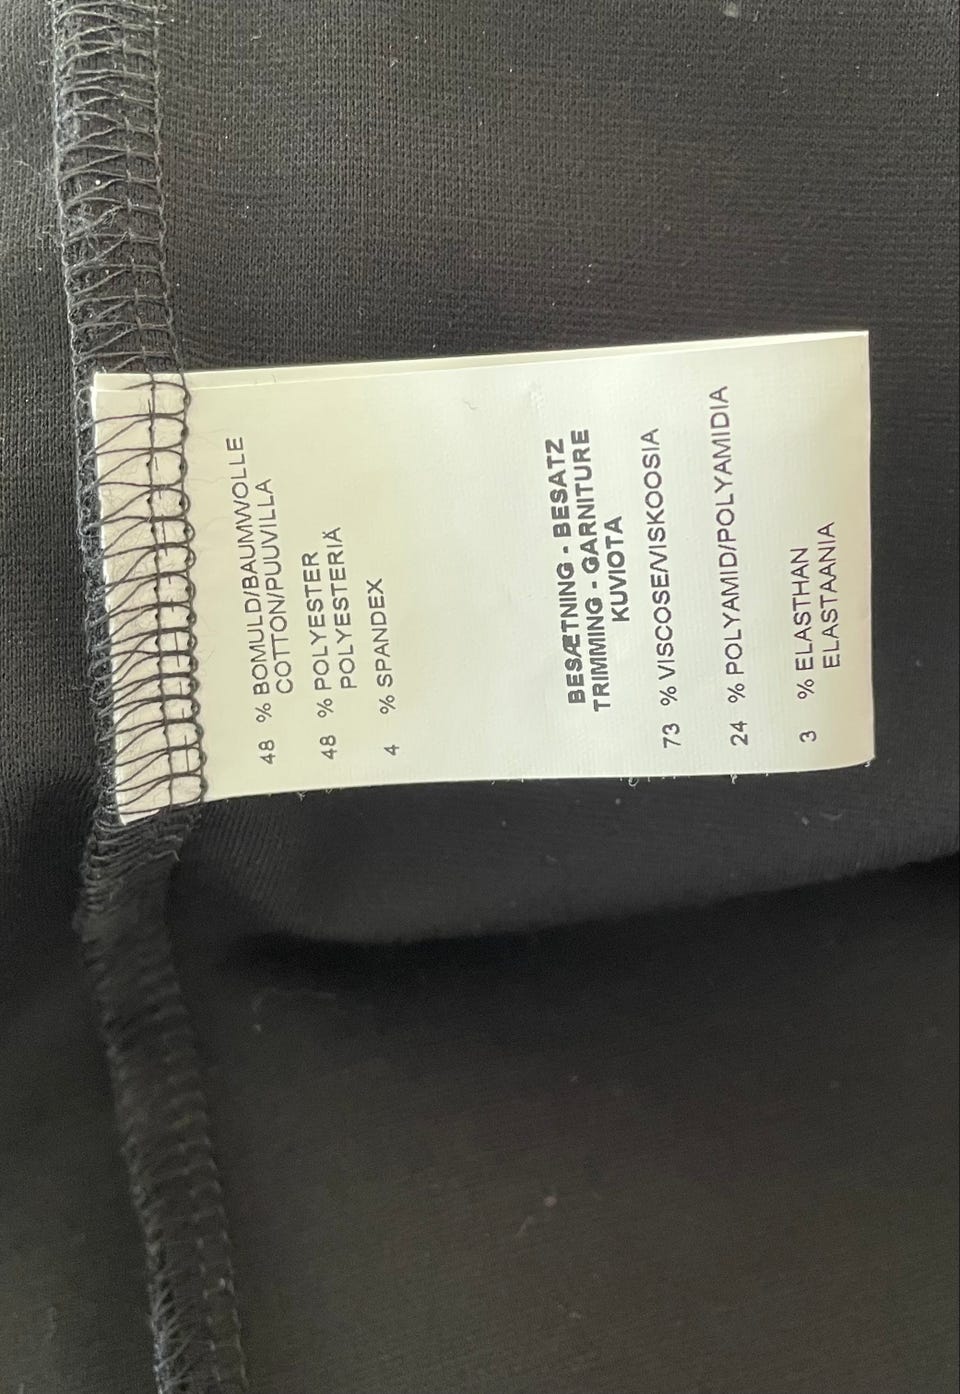 48 % BOMULD/BAUMWOLLE
COTTON/PUUVILLA
48 % POLYESTER
POLYESTERIÄ
4 % SPANDEX
BESÆTNING - BESATZ
TRIMMING - GARNITURE
KUVIOTA
73 % VISCOSE/VISKOOSIA
24 % POLYAMID/POLYAMIDIA
3 % ELASTHAN
ELASTAANIA